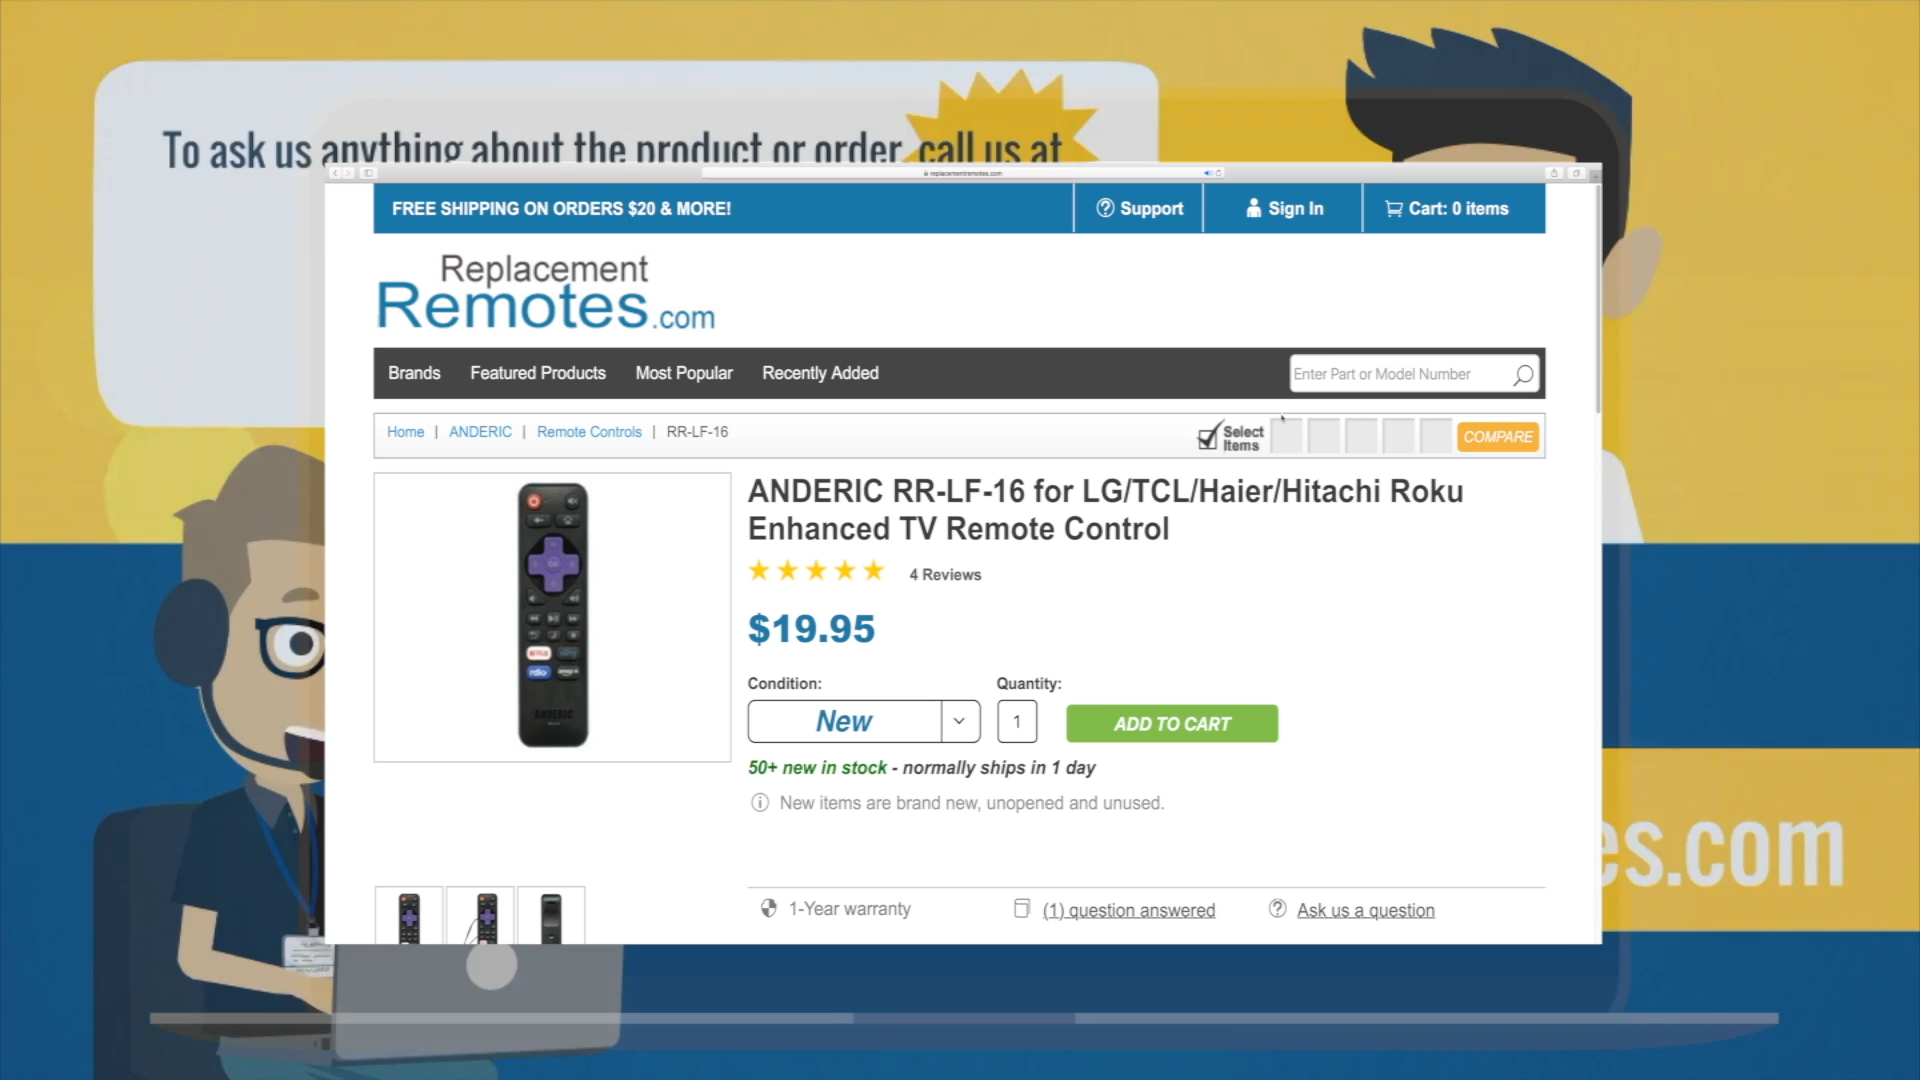 To ask us anything about the product or order, call us at
replacementremotes.com
FREE SHIPPING ON ORDERS $20 & MORE!
Support
Sign In
Cart: 0 items
Replacement
Remotes.com
Brands
Featured Products
Most Popular
Recently Added
Enter Part or Model Number
Home | ANDERIC | Remote Controls | RR-LF-16
Select
Items
COMPARE
ANDERIC RR-LF-16 for LG/TCL/Haier/Hitachi Roku
Enhanced TV Remote Control
4 Reviews
$19.95
Condition:
Quantity:
New
1
ADD TO CART
50+ new in stock - normally ships in 1 day
New items are brand new, unopened and unused.
es.com
1-Year warranty
(1) question answered
Ask us a question
NETFLIX
rdio
ANDERIC